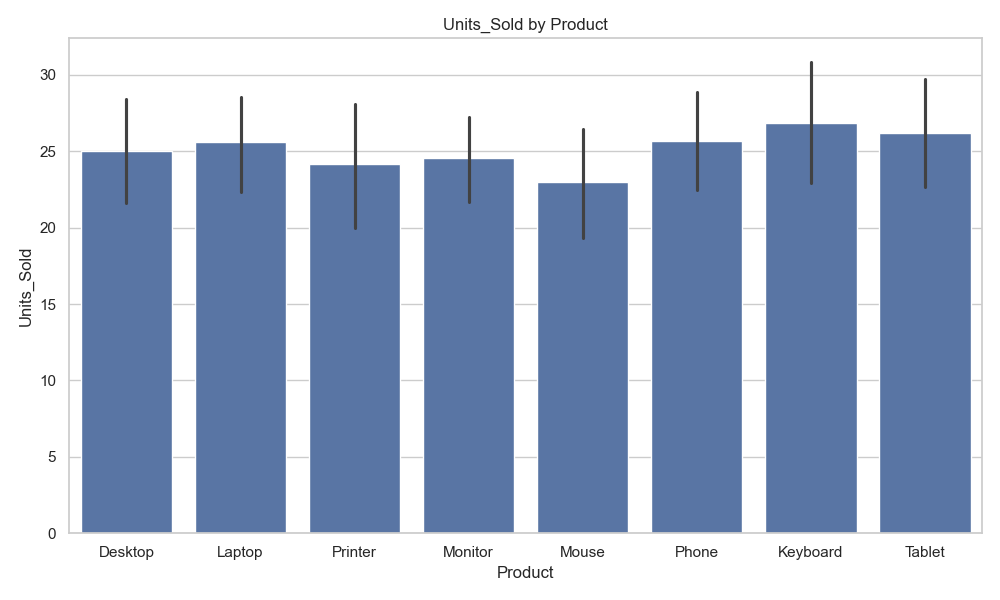 Units_Sold by Product
Units_Sold
30
25
20
15
10
5
0
Desktop Laptop Printer Monitor Mouse Phone Keyboard Tablet
Product